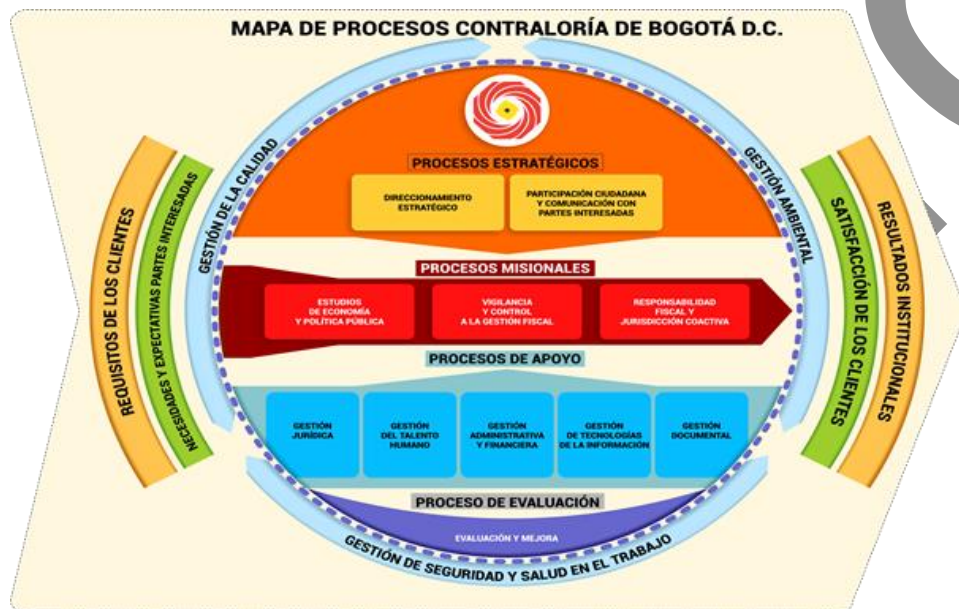 MAPA DE PROCESOS CONTRALORÍA DE BOGOTÁ D.C.
REQUISITOS DE LOS CLIENTES
NECESIDADES Y EXPECTATIVAS PARTES INTERESADAS
GESTIÓN DE LA CALIDAD
GESTIÓN AMBIENTAL
SATISFACCIÓN DE LOS CLIENTES
RESULTADOS INSTITUCIONALES
PROCESOS ESTRATÉGICOS
DIRECCIONAMIENTO
ESTRATÉGICO
PARTICIPACIÓN CIUDADANA
Y COMUNICACIÓN CON
PARTES INTERESADAS
PROCESOS MISIONALES
ESTUDIOS
DE ECONOMÍA
Y POLÍTICA PÚBLICA
VIGILANCIA
Y CONTROL
A LA GESTIÓN FISCAL
RESPONSABILIDAD
FISCAL Y
JURISDICCIÓN COACTIVA
PROCESOS DE APOYO
GESTIÓN
JURÍDICA
GESTIÓN
DEL TALENTO
HUMANO
GESTIÓN
ADMINISTRATIVA
Y FINANCIERA
GESTIÓN
DE TECNOLOGÍAS
DE LA INFORMACIÓN
GESTIÓN
DOCUMENTAL
PROCESO DE EVALUACIÓN
EVALUACIÓN Y MEJORA
GESTIÓN DE SEGURIDAD Y SALUD EN EL TRABAJO